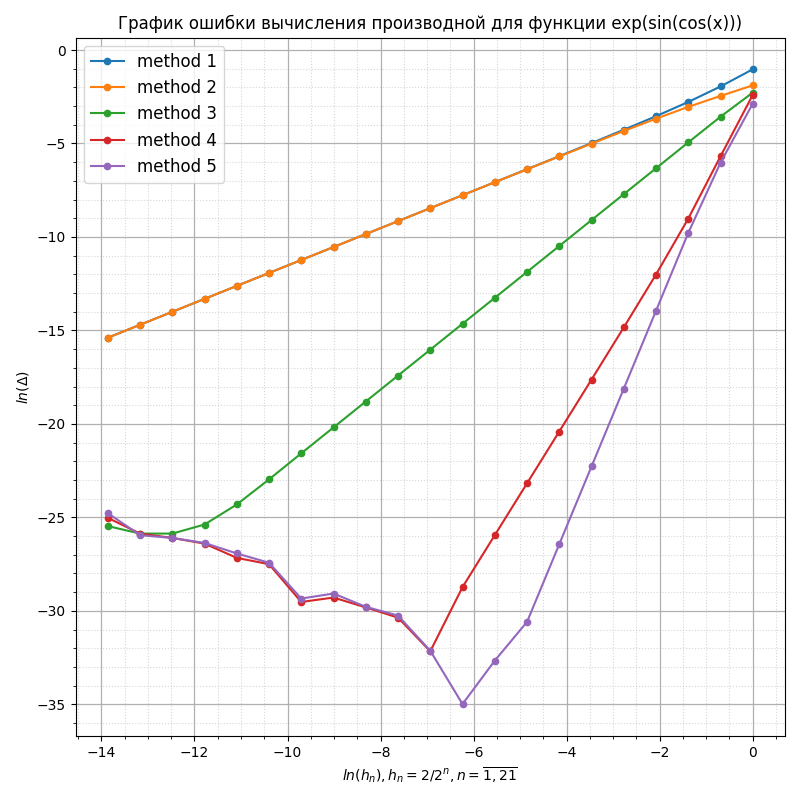 График ошибки вычисления производной для функции exp(sin(cos(x)))
method 1
method 2
method 3
method 4
method 5
0
−5
−10
−15
−20
−25
−30
−35
ln(Δ)
−14 −12 −10 −8 −6 −4 −2 0
ln(hₙ), hₙ = 2/2ⁿ, n = 1̅,̅ ̅2̅1̅